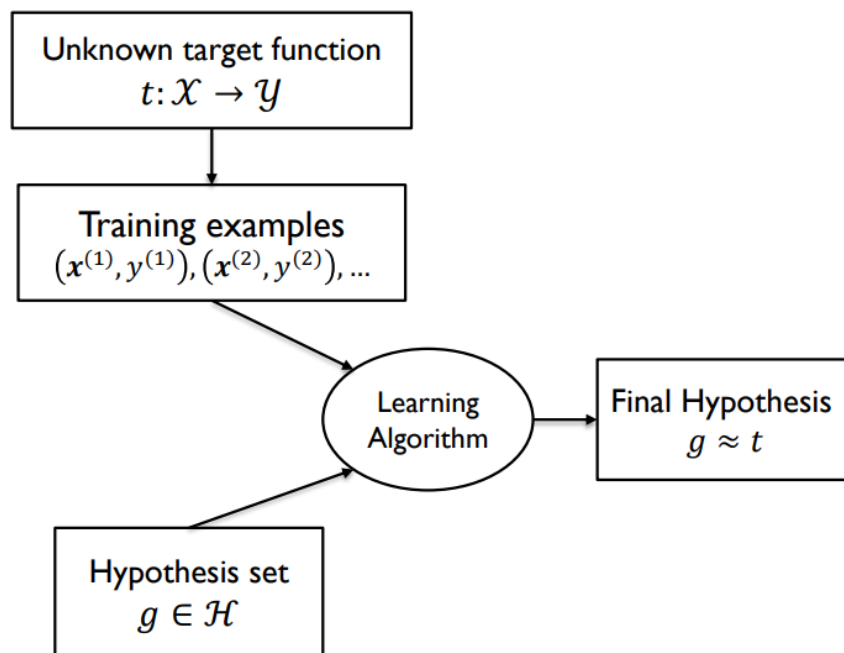 Unknown target function
t: 𝒳 → 𝒴
Training examples
(𝒙⁽¹⁾, y⁽¹⁾), (𝒙⁽²⁾, y⁽²⁾), ...
Learning
Algorithm
Final Hypothesis
g ≈ t
Hypothesis set
g ∈ ℋ